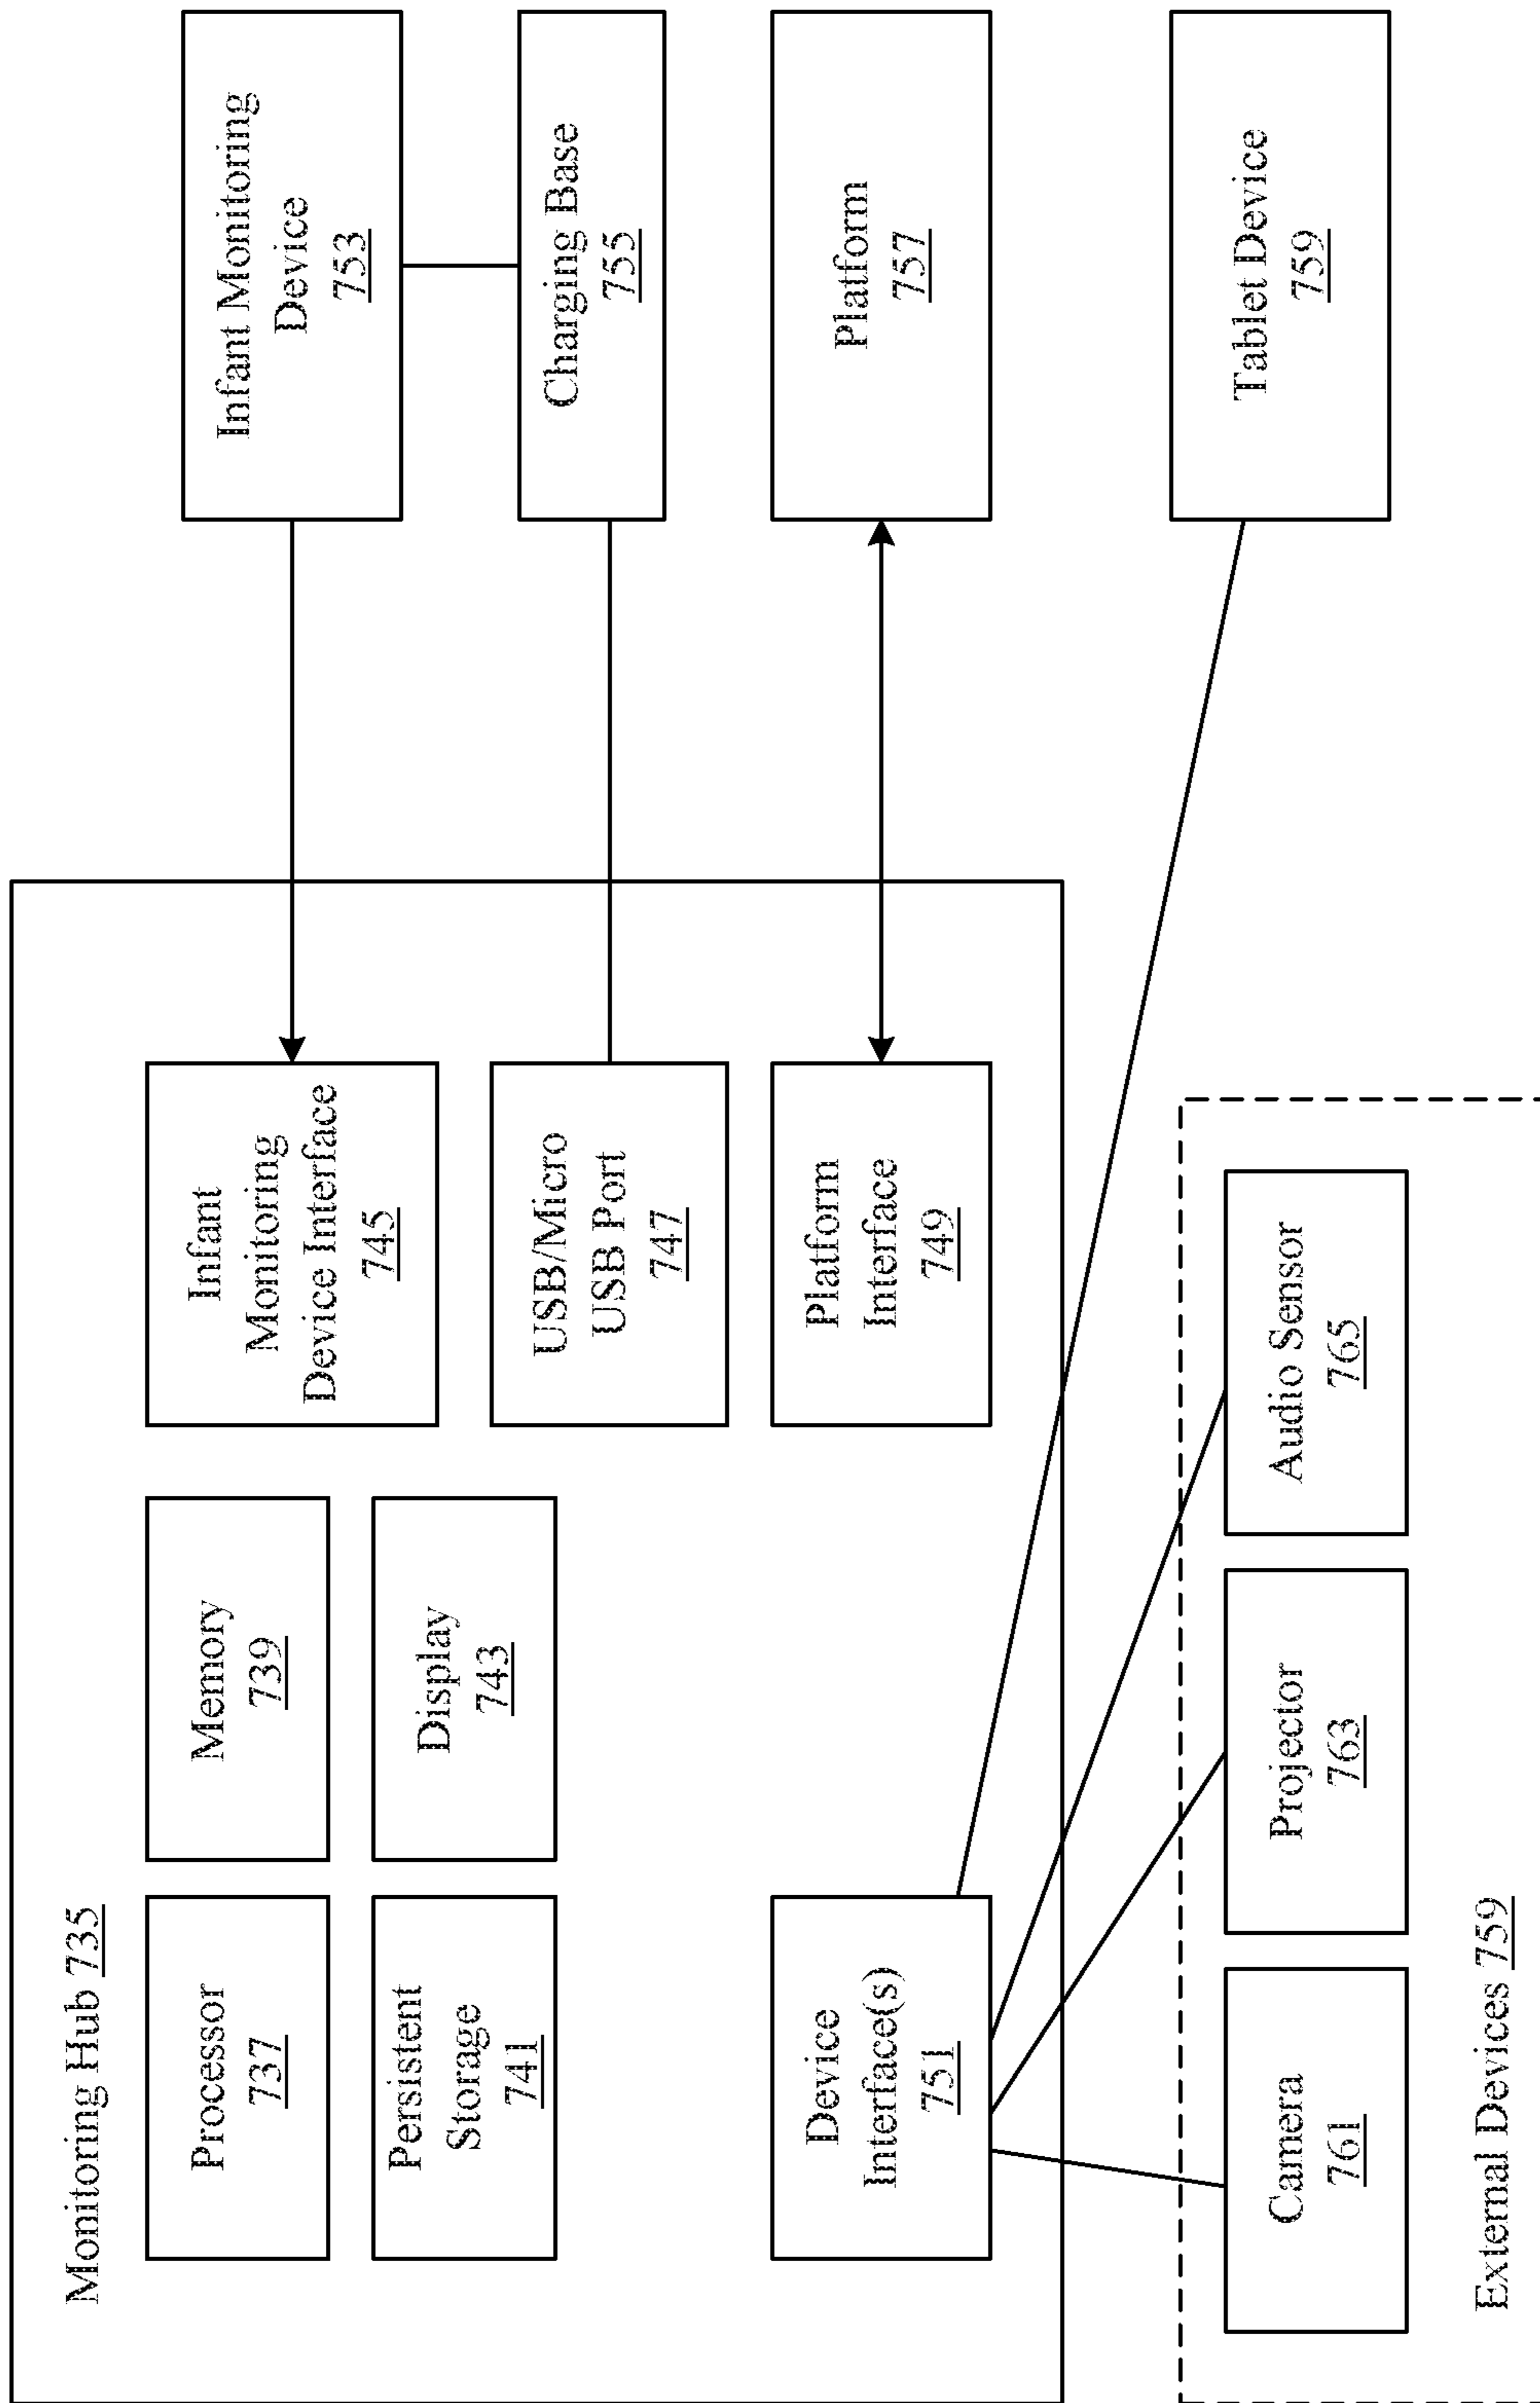 Monitoring Hub 735
Processor
737
Memory
739
Persistent
Storage
741
Display
743
Infant
Monitoring
Device Interface
745
USB/Micro
USB Port
747
Platform
Interface
749
Device
Interface(s)
751
Infant Monitoring
Device
753
Charging Base
755
Platform
757
Tablet Device
759
Camera
761
Projector
763
Audio Sensor
765
External Devices 759